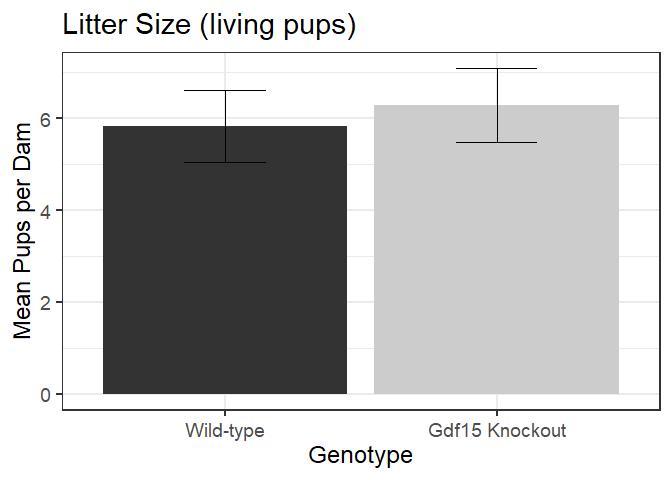 Litter Size (living pups)
Mean Pups per Dam
6
4
2
0
Wild-type
Gdf15 Knockout
Genotype